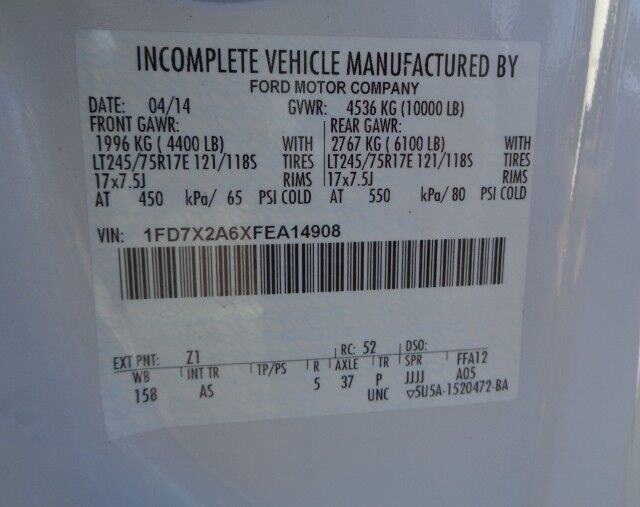 INCOMPLETE VEHICLE MANUFACTURED BY
FORD MOTOR COMPANY
DATE: 04/14 GVWR: 4536 KG (10000 LB)
FRONT GAWR: REAR GAWR:
1996 KG ( 4400 LB) WITH 2767 KG ( 6100 LB) WITH
LT245/75R17E 121/118S TIRES LT245/75R17E 121/118S TIRES
17x7.5J RIMS 17x7.5J RIMS
AT 450 kPa/ 65 PSI COLD AT 550 kPa/ 80 PSI COLD
VIN: 1FD7X2A6XFEA14908
EXT PNT: Z1 RC: 52 DSO:
WB INT TR TP/PS R AXLE TR SPR FFA12
158 AS 5 37 P JJJJ A05
UNC ▽5U5A-1520472-BA